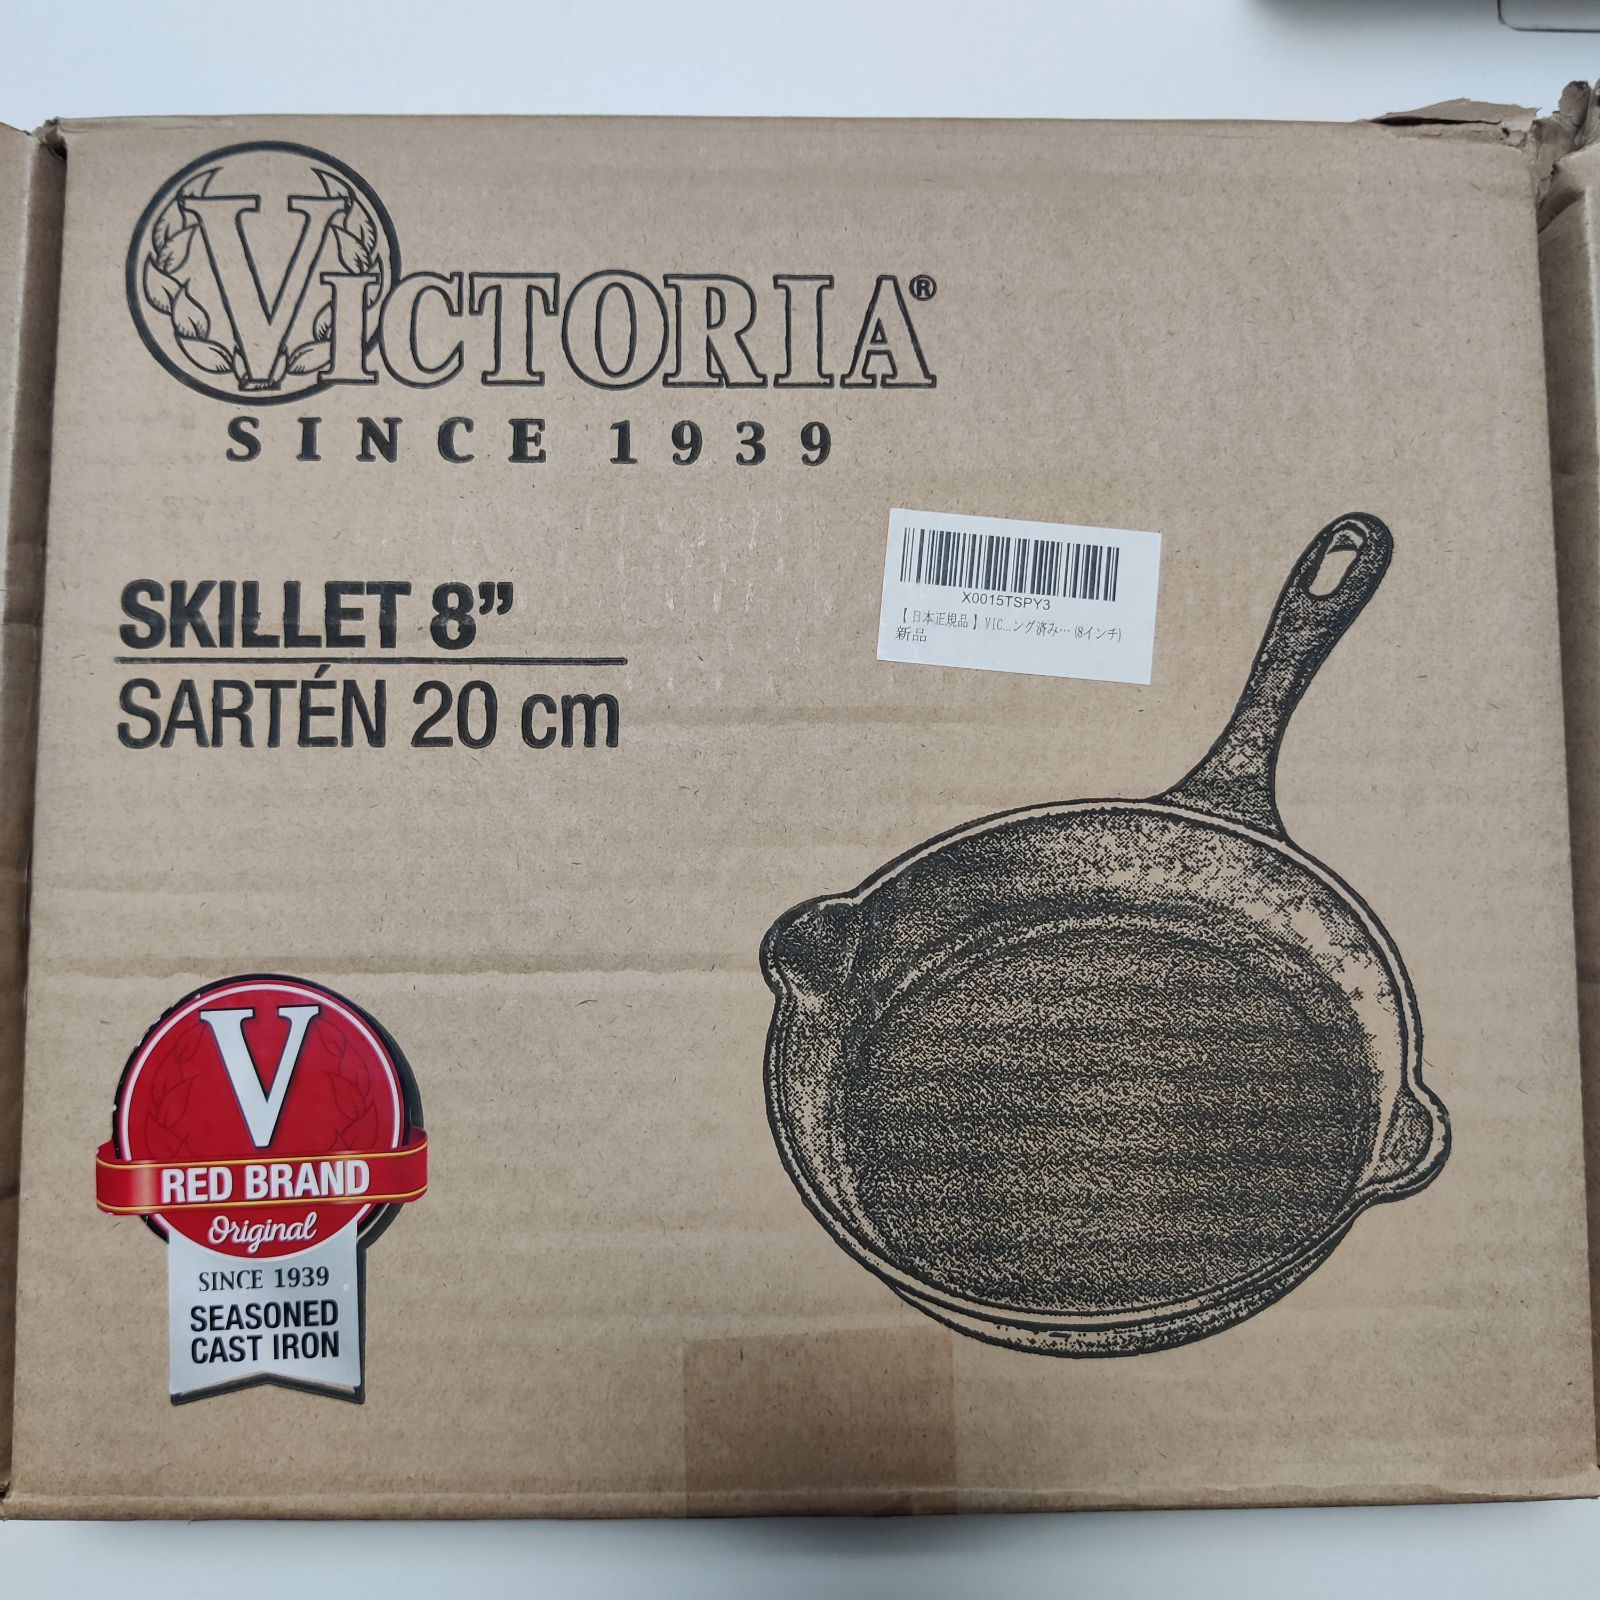 VICTORIA®
SINCE 1939
SKILLET 8”
SARTÉN 20 cm
X0015TSPY3
【 日本正規品 】 VIC...ング済み… (8インチ)
新品
V
RED BRAND
Original
SINCE 1939
SEASONED
CAST IRON